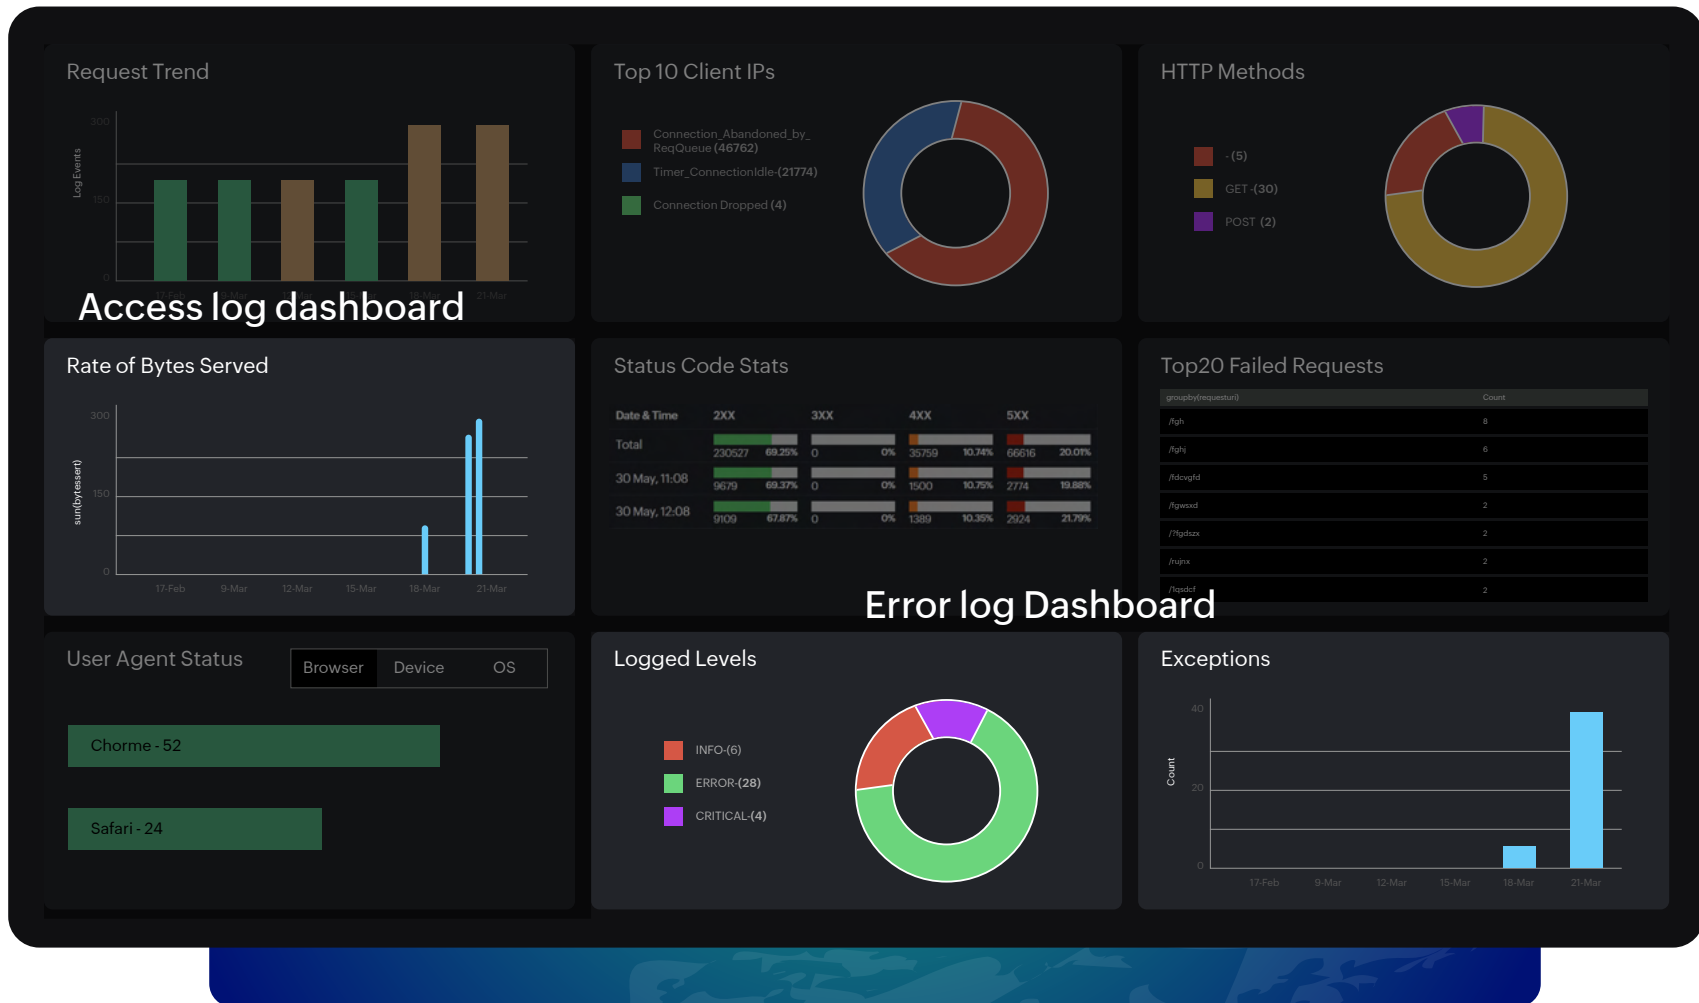 Request Trend
300
150
0
Log Events
21-Mar
Top 10 Client IPs
Connection_Abandoned_by_
ReqQueue (46762)
Timer_ConnectionIdle-(21774)
Connection Dropped (4)
HTTP Methods
- (5)
GET -(30)
POST (2)
Access log dashboard
Rate of Bytes Served
300
150
0
sun(bytessert)
17-Feb 9-Mar 12-Mar 15-Mar 18-Mar 21-Mar
Status Code Stats
Date & Time 2XX 3XX 4XX 5XX
Total
230527 69.25% 0 0% 35759 10.74% 66616 20.01%
30 May, 11:08
9679 69.37% 0 0% 1500 10.75% 2774 19.88%
30 May, 12:08
9109 67.87% 0 0% 1389 10.35% 2924 21.79%
Top20 Failed Requests
groupby(requesturi) Count
/fgh 8
/fghj 6
/fdcvgfd 5
/fgwsxd 2
/?fgdszx 2
/rujnx 2
/1qsdcf 2
Error log Dashboard
User Agent Status
Browser Device OS
Chorme - 52
Safari - 24
Logged Levels
INFO-(6)
ERROR-(28)
CRITICAL-(4)
Exceptions
40
20
0
Count
17-Feb 9-Mar 12-Mar 15-Mar 18-Mar 21-Mar